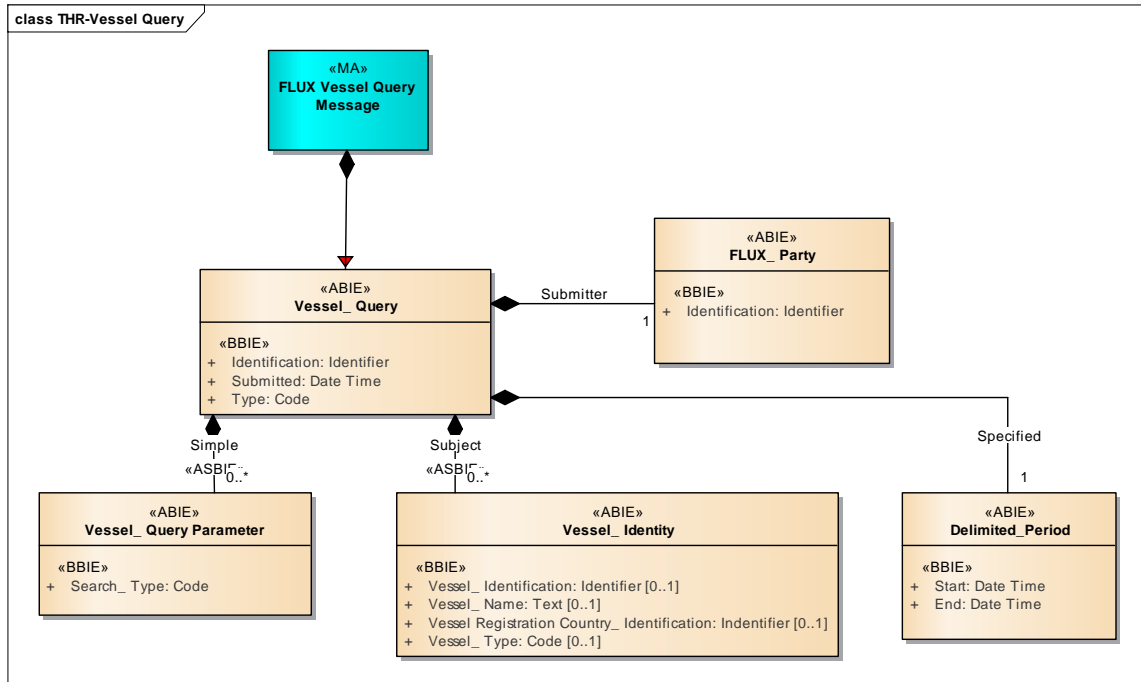 class THR-Vessel Query
«MA»
FLUX Vessel Query
Message
«ABIE»
FLUX_ Party
«BBIE»
+ Identification: Identifier
Submitter
1
«ABIE»
Vessel_ Query
«BBIE»
+ Identification: Identifier
+ Submitted: Date Time
+ Type: Code
Simple
«ASBIE»
0..*
Subject
«ASBIE»
0..*
Specified
1
«ABIE»
Vessel_ Query Parameter
«BBIE»
+ Search_ Type: Code
«ABIE»
Vessel_ Identity
«BBIE»
+ Vessel_ Identification: Identifier [0..1]
+ Vessel_ Name: Text [0..1]
+ Vessel Registration Country_ Identification: Indentifier [0..1]
+ Vessel_ Type: Code [0..1]
«ABIE»
Delimited_Period
«BBIE»
+ Start: Date Time
+ End: Date Time